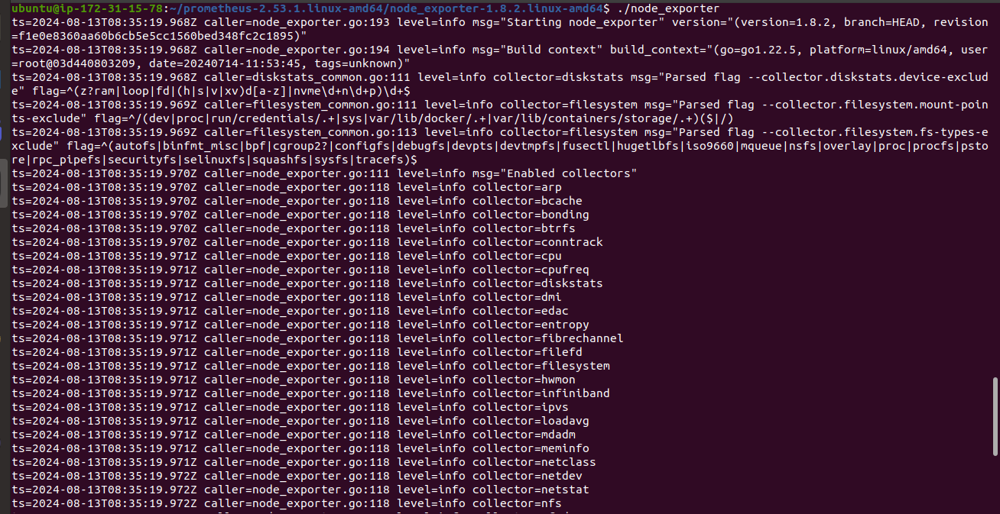 ubuntu@ip-172-31-15-78:~/prometheus-2.53.1.linux-amd64/node_exporter-1.8.2.linux-amd64$ ./node_exporter
ts=2024-08-13T08:35:19.968Z caller=node_exporter.go:193 level=info msg="Starting node_exporter" version="(version=1.8.2, branch=HEAD, revision
=f1e0e8360aa60b6cb5e5cc1560bed348fc2c1895)"
ts=2024-08-13T08:35:19.968Z caller=node_exporter.go:194 level=info msg="Build context" build_context="(go=go1.22.5, platform=linux/amd64, user
=root@03d440803209, date=20240714-11:53:45, tags=unknown)"
ts=2024-08-13T08:35:19.968Z caller=diskstats_common.go:111 level=info collector=diskstats msg="Parsed flag --collector.diskstats.device-exclud
e" flag=^(z?ram|loop|fd|(h|s|v|xv)d[a-z]|nvme\d+n\d+p)\d+$
ts=2024-08-13T08:35:19.969Z caller=filesystem_common.go:111 level=info collector=filesystem msg="Parsed flag --collector.filesystem.mount-poin
ts-exclude" flag=^/(dev|proc|run/credentials/.+|sys|var/lib/docker/.+|var/lib/containers/storage/.+)($|/)
ts=2024-08-13T08:35:19.969Z caller=filesystem_common.go:113 level=info collector=filesystem msg="Parsed flag --collector.filesystem.fs-types-e
xclude" flag=^(autofs|binfmt_misc|bpf|cgroup2?|configfs|debugfs|devpts|devtmpfs|fusectl|hugetlbfs|iso9660|mqueue|nsfs|overlay|proc|procfs|psto
re|rpc_pipefs|securityfs|selinuxfs|squashfs|sysfs|tracefs)$
ts=2024-08-13T08:35:19.970Z caller=node_exporter.go:111 level=info msg="Enabled collectors"
ts=2024-08-13T08:35:19.970Z caller=node_exporter.go:118 level=info collector=arp
ts=2024-08-13T08:35:19.970Z caller=node_exporter.go:118 level=info collector=bcache
ts=2024-08-13T08:35:19.970Z caller=node_exporter.go:118 level=info collector=bonding
ts=2024-08-13T08:35:19.970Z caller=node_exporter.go:118 level=info collector=btrfs
ts=2024-08-13T08:35:19.970Z caller=node_exporter.go:118 level=info collector=conntrack
ts=2024-08-13T08:35:19.971Z caller=node_exporter.go:118 level=info collector=cpu
ts=2024-08-13T08:35:19.971Z caller=node_exporter.go:118 level=info collector=cpufreq
ts=2024-08-13T08:35:19.971Z caller=node_exporter.go:118 level=info collector=diskstats
ts=2024-08-13T08:35:19.971Z caller=node_exporter.go:118 level=info collector=dmi
ts=2024-08-13T08:35:19.971Z caller=node_exporter.go:118 level=info collector=edac
ts=2024-08-13T08:35:19.971Z caller=node_exporter.go:118 level=info collector=entropy
ts=2024-08-13T08:35:19.971Z caller=node_exporter.go:118 level=info collector=fibrechannel
ts=2024-08-13T08:35:19.971Z caller=node_exporter.go:118 level=info collector=filefd
ts=2024-08-13T08:35:19.971Z caller=node_exporter.go:118 level=info collector=filesystem
ts=2024-08-13T08:35:19.971Z caller=node_exporter.go:118 level=info collector=hwmon
ts=2024-08-13T08:35:19.971Z caller=node_exporter.go:118 level=info collector=infiniband
ts=2024-08-13T08:35:19.971Z caller=node_exporter.go:118 level=info collector=ipvs
ts=2024-08-13T08:35:19.971Z caller=node_exporter.go:118 level=info collector=loadavg
ts=2024-08-13T08:35:19.971Z caller=node_exporter.go:118 level=info collector=mdadm
ts=2024-08-13T08:35:19.971Z caller=node_exporter.go:118 level=info collector=meminfo
ts=2024-08-13T08:35:19.971Z caller=node_exporter.go:118 level=info collector=netclass
ts=2024-08-13T08:35:19.972Z caller=node_exporter.go:118 level=info collector=netdev
ts=2024-08-13T08:35:19.972Z caller=node_exporter.go:118 level=info collector=netstat
ts=2024-08-13T08:35:19.972Z caller=node_exporter.go:118 level=info collector=nfs